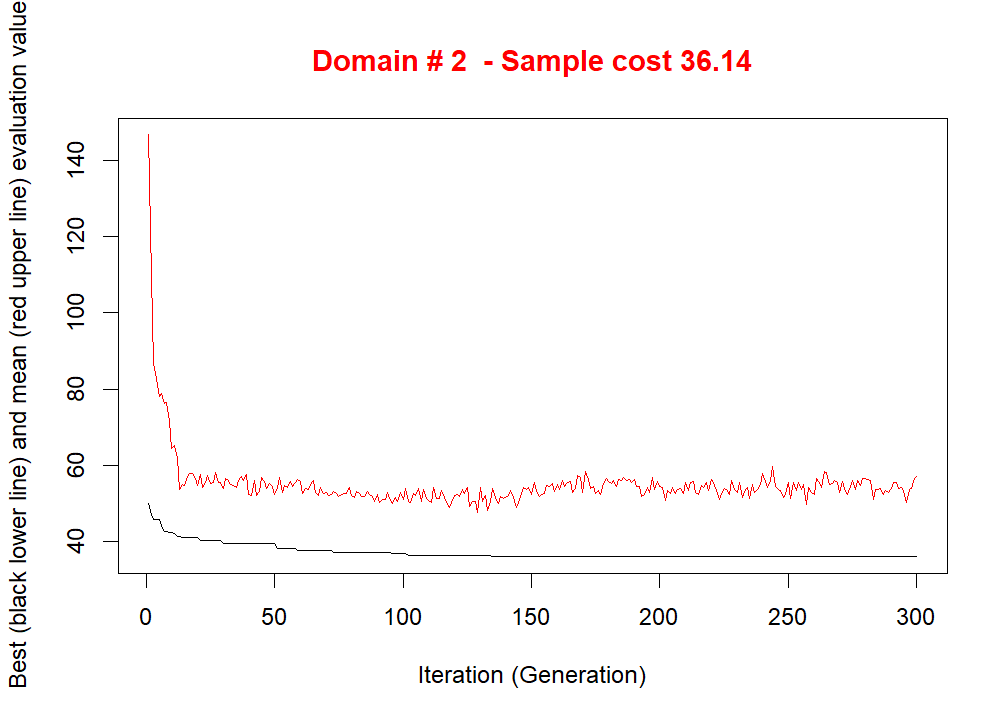 Domain # 2  - Sample cost 36.14
Best (black lower line) and mean (red upper line) evaluation value
140
120
100
80
60
40
0 50 100 150 200 250 300
Iteration (Generation)